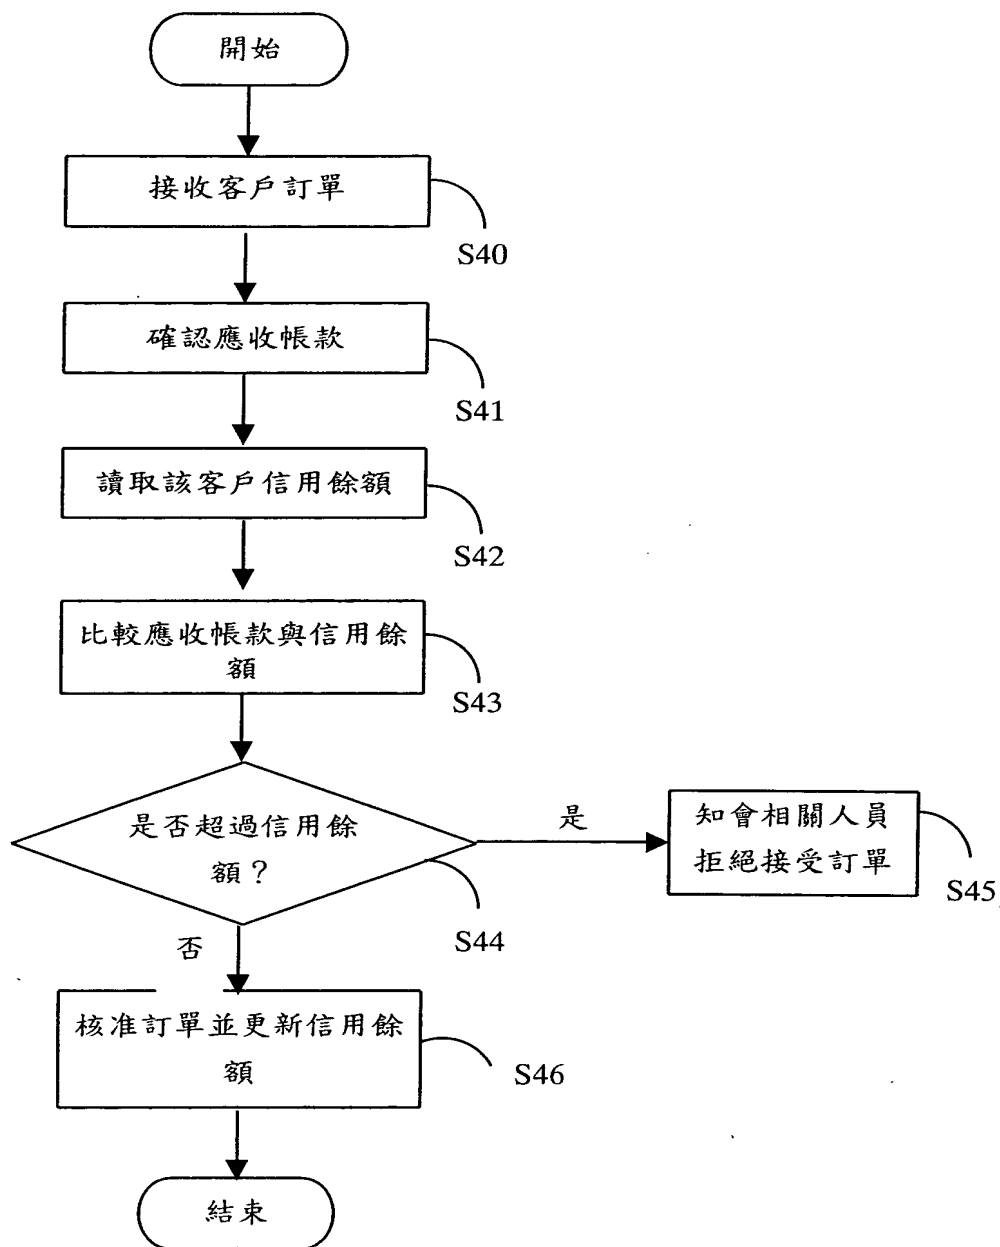 開始
接收客戶訂單
S40
確認應收帳款
S41
讀取該客戶信用餘額
S42
比較應收帳款與信用餘
額
S43
是否超過信用餘
額？
S44
是
知會相關人員
拒絕接受訂單
S45
否
核准訂單並更新信用餘
額
S46
結束